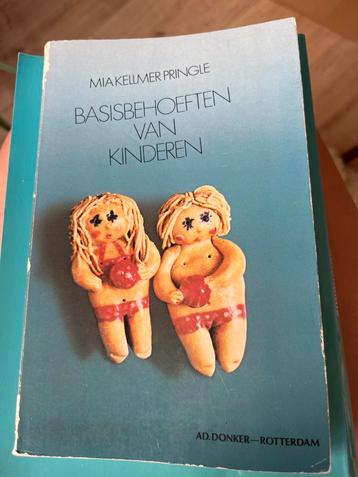 MIA KELLMER PRINGLE
BASISBEHOEFTEN
VAN
KINDEREN
AD. DONKER—ROTTERDAM